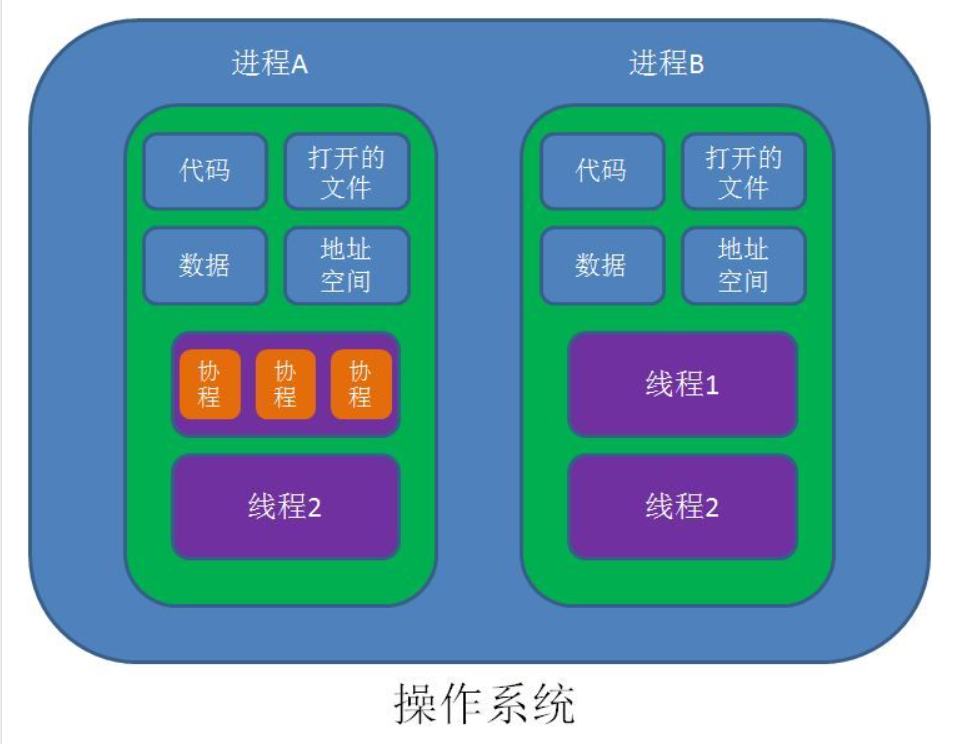 进程A
进程B
代码
打开的
文件
数据
地址
空间
协
程
协
程
协
程
线程2
代码
打开的
文件
数据
地址
空间
线程1
线程2
操作系统